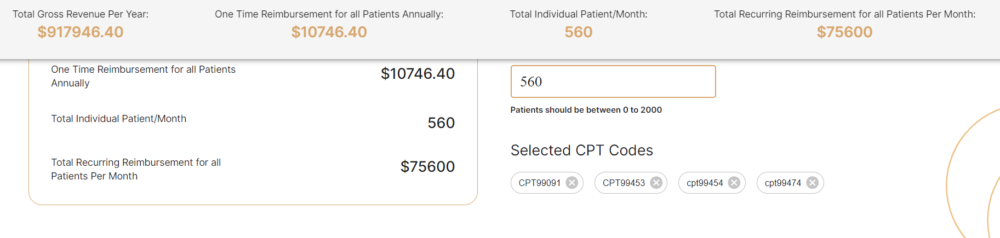 Total Gross Revenue Per Year:
$917946.40
One Time Reimbursement for all Patients Annually:
$10746.40
Total Individual Patient/Month:
560
Total Recurring Reimbursement for all Patients Per Month:
$75600
One Time Reimbursement for all Patients
Annually
$10746.40
Total Individual Patient/Month
560
Total Recurring Reimbursement for all
Patients Per Month
$75600
560
Patients should be between 0 to 2000
Selected CPT Codes
CPT99091 CPT99453 cpt99454 cpt99474